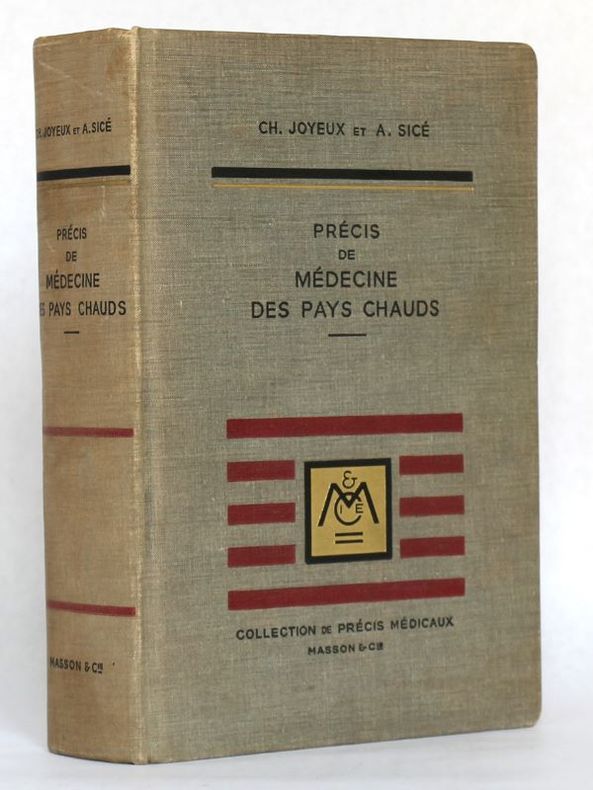 CH. JOYEUX ET A. SICÉ
PRÉCIS
DE
MÉDECINE
DES PAYS CHAUDS
M&CIE
COLLECTION DE PRÉCIS MÉDICAUX
MASSON & CIE
CH. JOYEUX ET A. SICÉ
PRÉCIS
DE
MÉDECINE
DES PAYS CHAUDS
MASSON & CIE